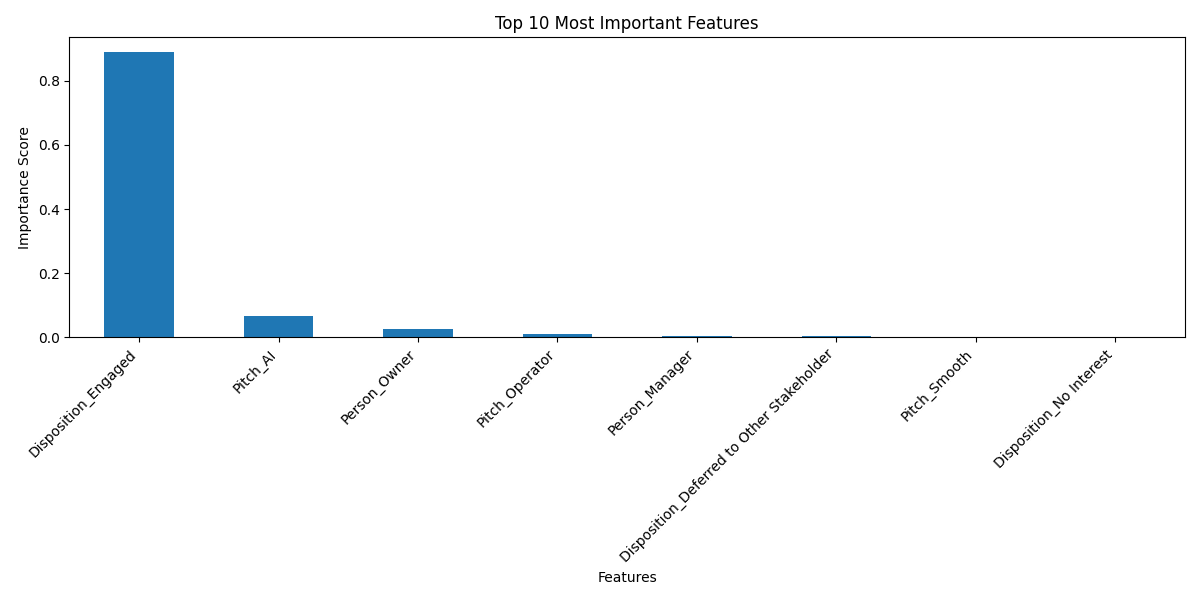 Top 10 Most Important Features
Importance Score
0.8
0.6
0.4
0.2
0.0
Disposition_Engaged
Pitch_AI
Person_Owner
Pitch_Operator
Person_Manager
Disposition_Deferred to Other Stakeholder
Pitch_Smooth
Disposition_No Interest
Features